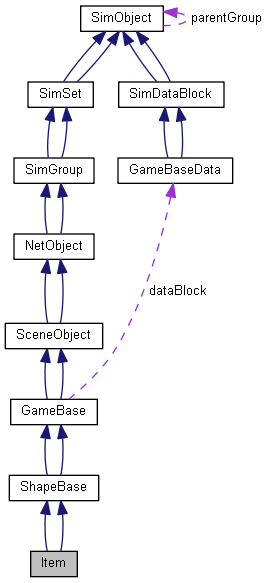 SimObject
parentGroup
SimSet
SimDataBlock
SimGroup
GameBaseData
NetObject
dataBlock
SceneObject
GameBase
ShapeBase
Item